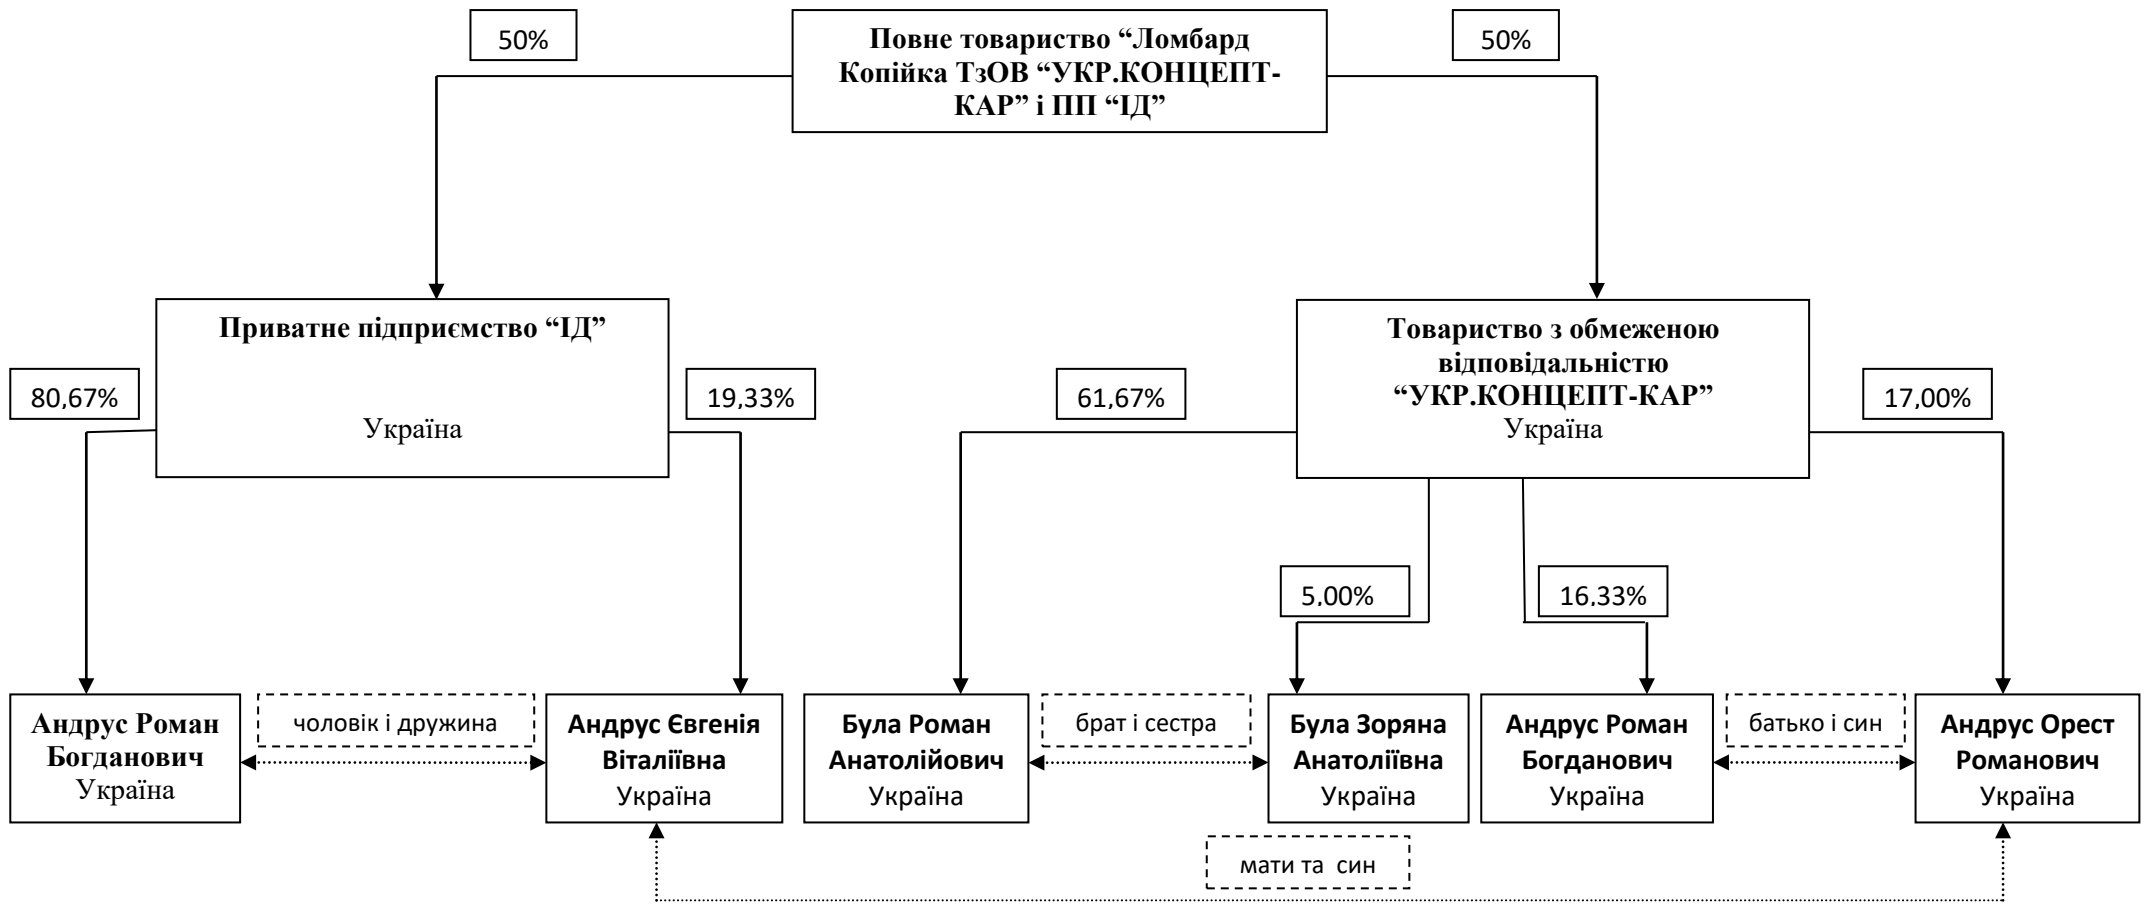 50%
Повне товариство “Ломбард
Копійка ТзОВ “УКР.КОНЦЕПТ-
КАР” і ПП “ІД”
50%
Приватне підприємство “ІД”
Україна
Товариство з обмеженою
відповідальністю
“УКР.КОНЦЕПТ-КАР”
Україна
80,67%
19,33%
61,67%
17,00%
5,00%
16,33%
Андрус Роман
Богданович
Україна
чоловік і дружина
Андрус Євгенія
Віталіївна
Україна
Була Роман
Анатолійович
Україна
брат і сестра
Була Зоряна
Анатоліївна
Україна
Андрус Роман
Богданович
Україна
батько і син
Андрус Орест
Романович
Україна
мати та син